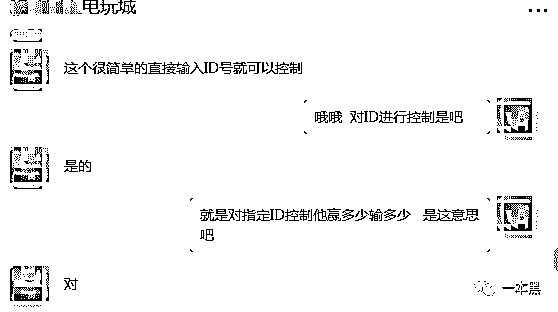 电玩城
这个很简单的直接输入ID号就可以控制
哦哦 对ID进行控制是吧
是的
就是对指定ID控制他赢多少输多少 是这意思
吧
对
一本黑